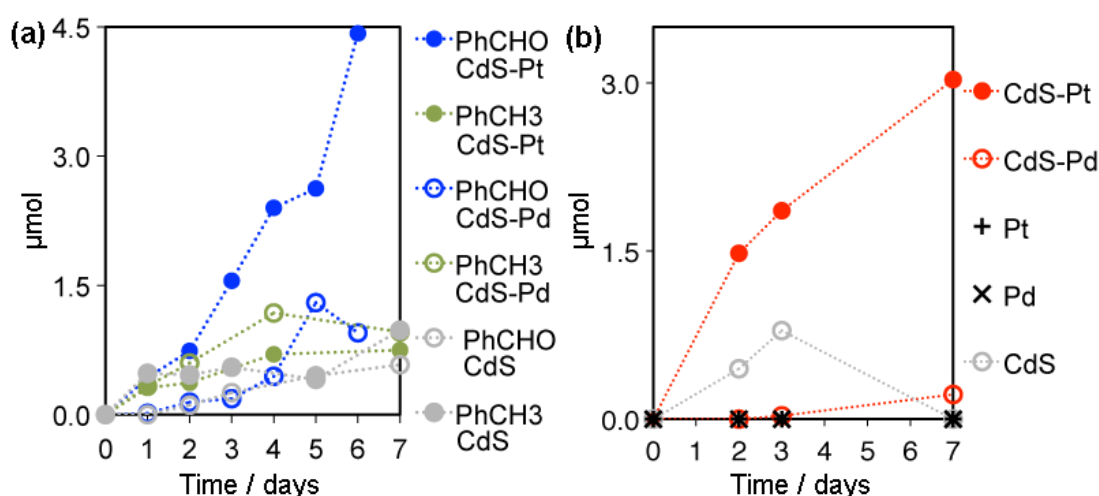 (a)
4.5
3.0
1.5
0.0
µmol
0 1 2 3 4 5 6 7
Time / days
PhCHO
CdS-Pt
PhCH3
CdS-Pt
PhCHO
CdS-Pd
PhCH3
CdS-Pd
PhCHO
CdS
PhCH3
CdS
(b)
3.0
1.5
0.0
µmol
0 1 2 3 4 5 6 7
Time / days
CdS-Pt
CdS-Pd
Pt
Pd
CdS